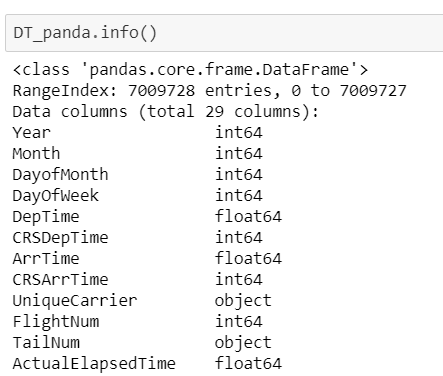 DT_panda.info()
<class 'pandas.core.frame.DataFrame'>
RangeIndex: 7009728 entries, 0 to 7009727
Data columns (total 29 columns):
Year                 int64
Month                int64
DayofMonth           int64
DayOfWeek            int64
DepTime              float64
CRSDepTime           int64
ArrTime              float64
CRSArrTime           int64
UniqueCarrier        object
FlightNum            int64
TailNum              object
ActualElapsedTime    float64